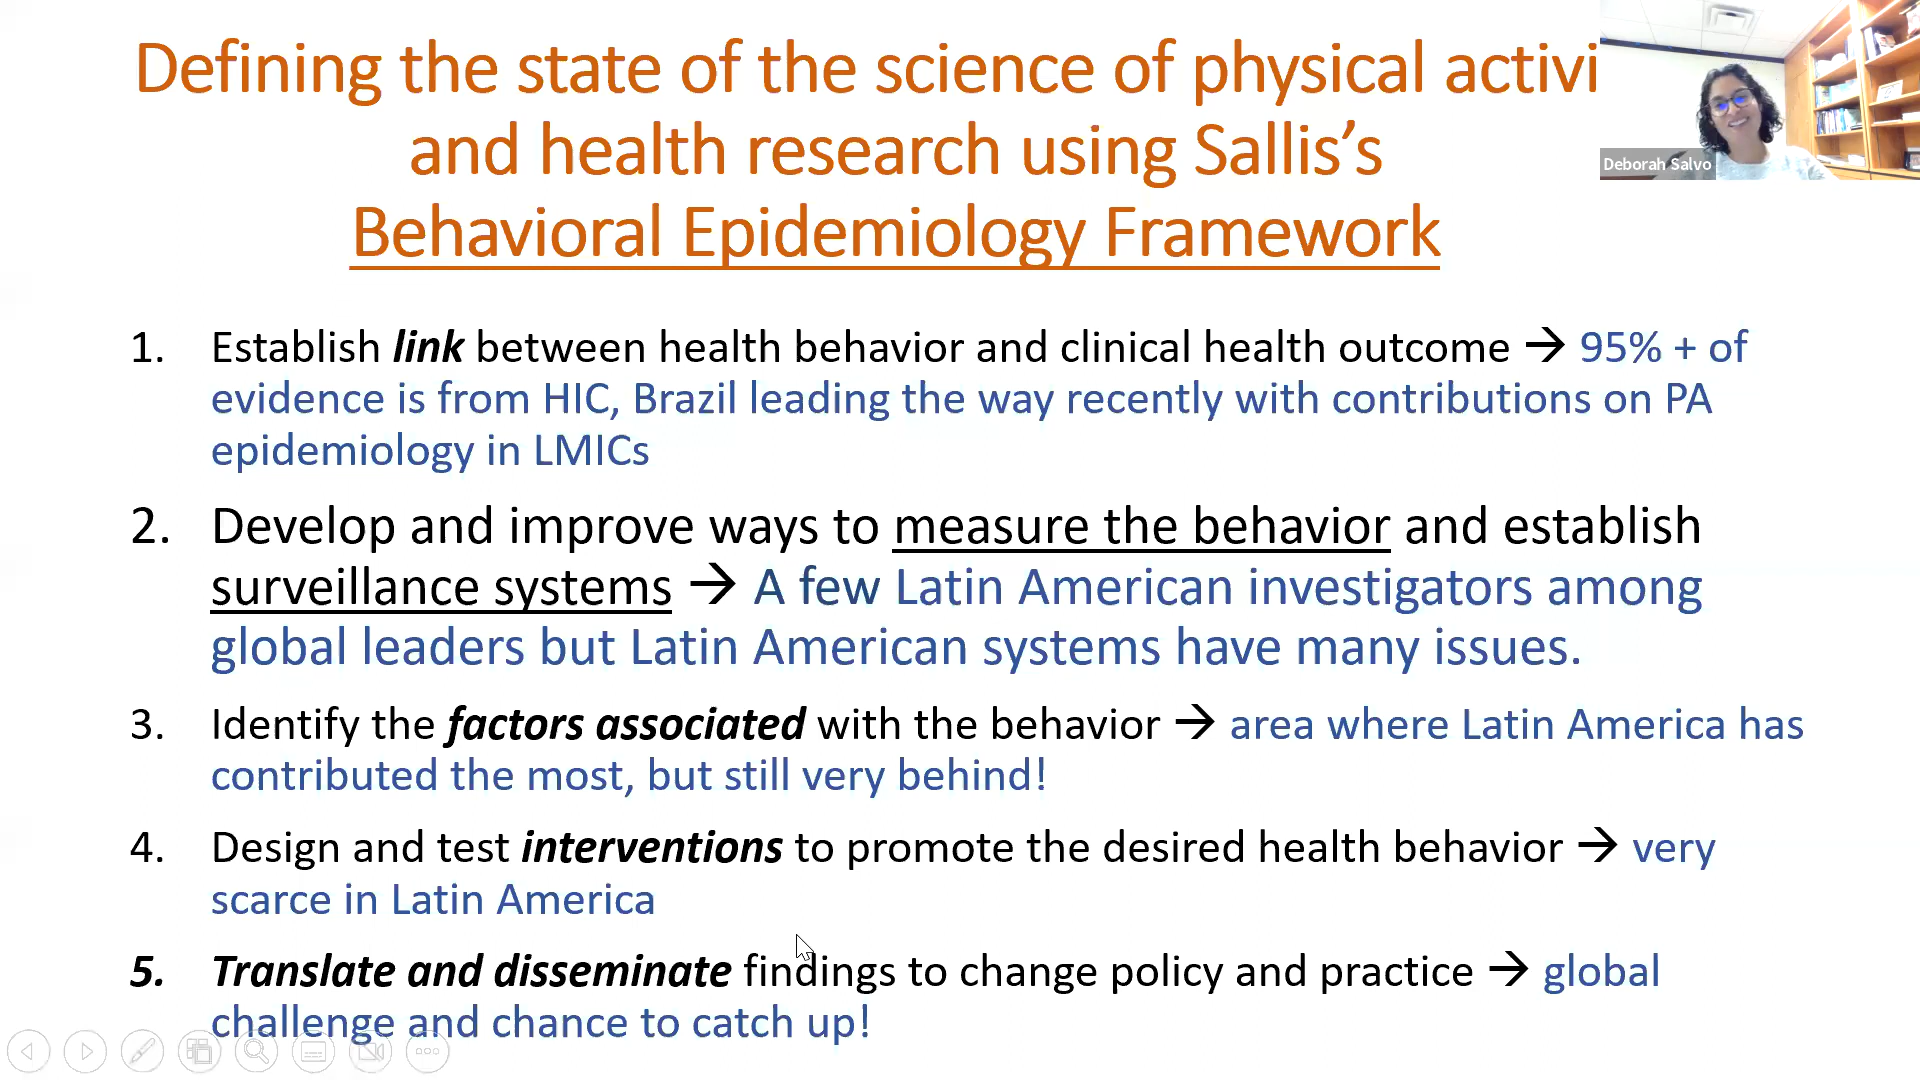 Defining the state of the science of physical activi
and health research using Sallis’s
Behavioral Epidemiology Framework
Deborah Salvo
1. Establish link between health behavior and clinical health outcome → 95% + of
evidence is from HIC, Brazil leading the way recently with contributions on PA
epidemiology in LMICs
2. Develop and improve ways to measure the behavior and establish
surveillance systems → A few Latin American investigators among
global leaders but Latin American systems have many issues.
3. Identify the factors associated with the behavior → area where Latin America has
contributed the most, but still very behind!
4. Design and test interventions to promote the desired health behavior → very
scarce in Latin America
5. Translate and disseminate findings to change policy and practice → global
challenge and chance to catch up!